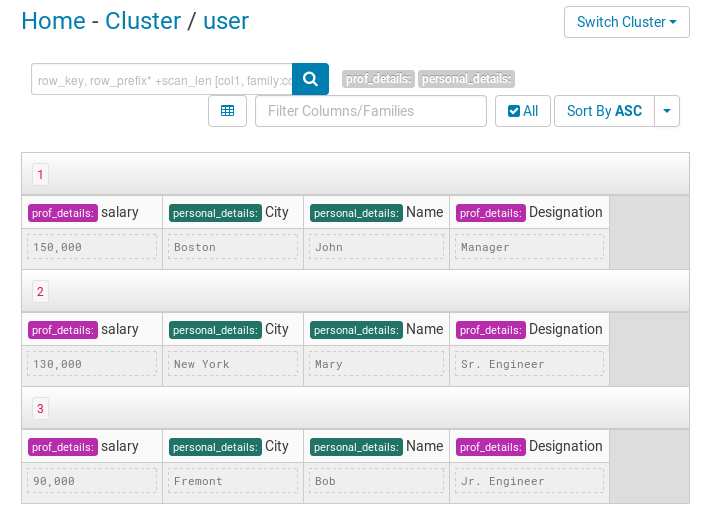 Home - Cluster / user
Switch Cluster
row_key, row_prefix* +scan_len [col1, family:co
prof_details: personal_details:
Filter Columns/Families
All
Sort By ASC
1
prof_details: salary personal_details: City personal_details: Name prof_details: Designation
150,000 Boston John Manager
2
prof_details: salary personal_details: City personal_details: Name prof_details: Designation
130,000 New York Mary Sr. Engineer
3
prof_details: salary personal_details: City personal_details: Name prof_details: Designation
90,000 Fremont Bob Jr. Engineer